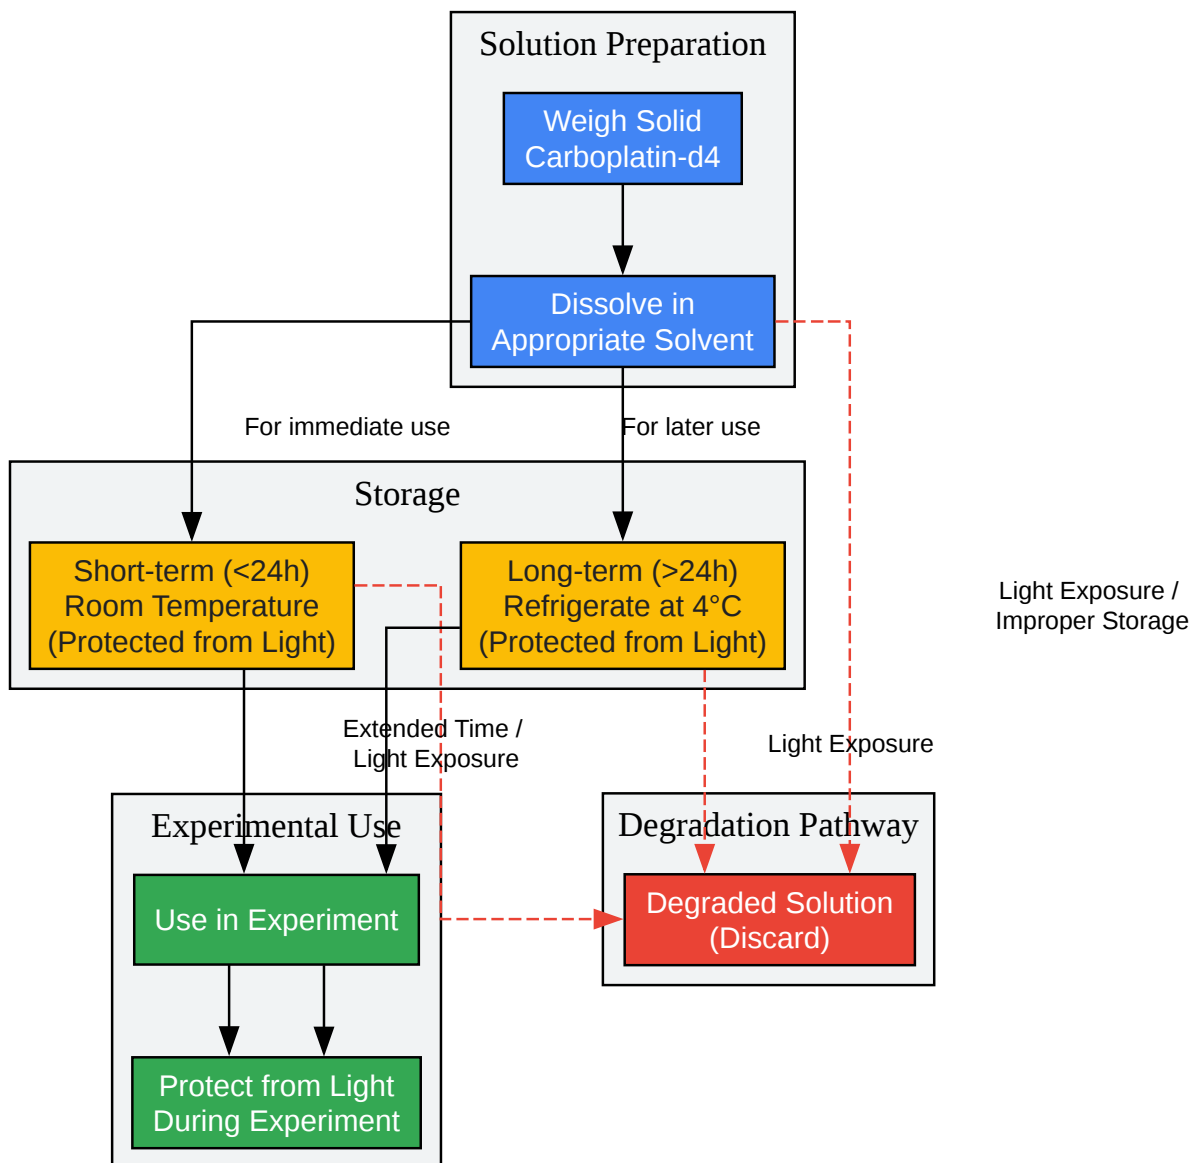 Solution Preparation
Weigh Solid
Carboplatin-d4
Dissolve in
Appropriate Solvent
For immediate use
For later use
Storage
Short-term (<24h)
Room Temperature
(Protected from Light)
Long-term (>24h)
Refrigerate at 4°C
(Protected from Light)
Light Exposure /
Improper Storage
Extended Time /
Light Exposure
Light Exposure
Experimental Use
Use in Experiment
Protect from Light
During Experiment
Degradation Pathway
Degraded Solution
(Discard)